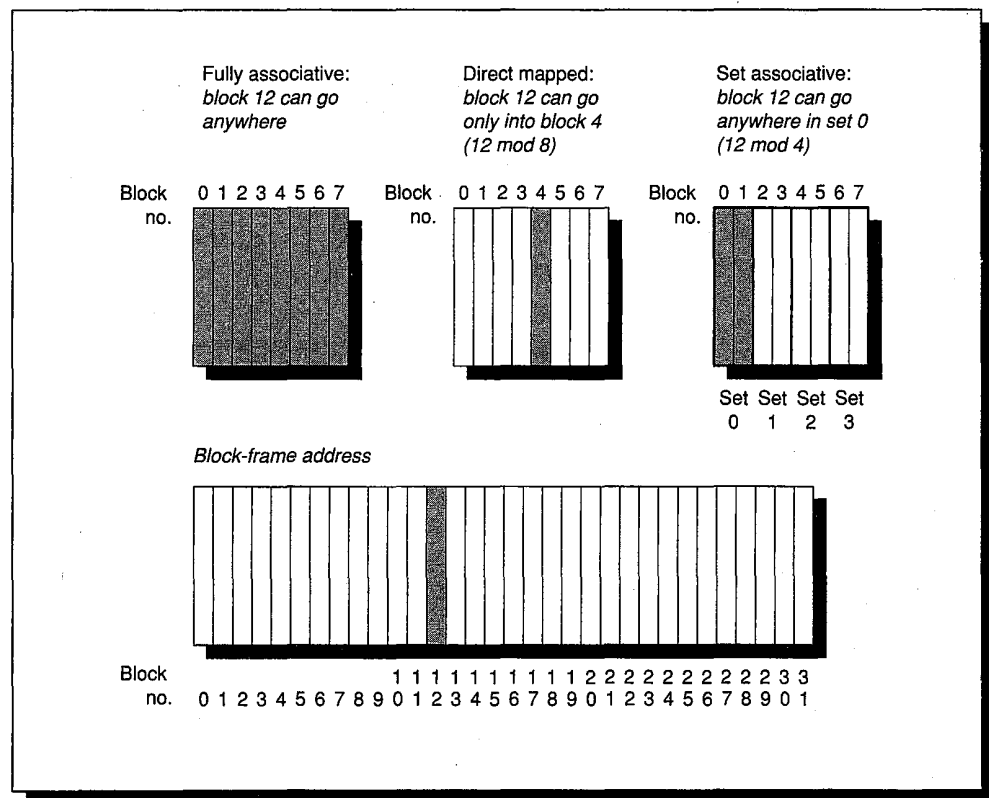 Fully associative:
block 12 can go
anywhere
Direct mapped:
block 12 can go
only into block 4
(12 mod 8)
Set associative:
block 12 can go
anywhere in set 0
(12 mod 4)
Block no. 0 1 2 3 4 5 6 7
Block no. 0 1 2 3 4 5 6 7
Block no. 0 1 2 3 4 5 6 7
Set 0 Set 1 Set 2 Set 3
Block-frame address
Block 1 1 1 1 1 1 1 1 1 1 2 2 2 2 2 2 2 2 2 2 3 3
no. 0 1 2 3 4 5 6 7 8 9 0 1 2 3 4 5 6 7 8 9 0 1 2 3 4 5 6 7 8 9 0 1